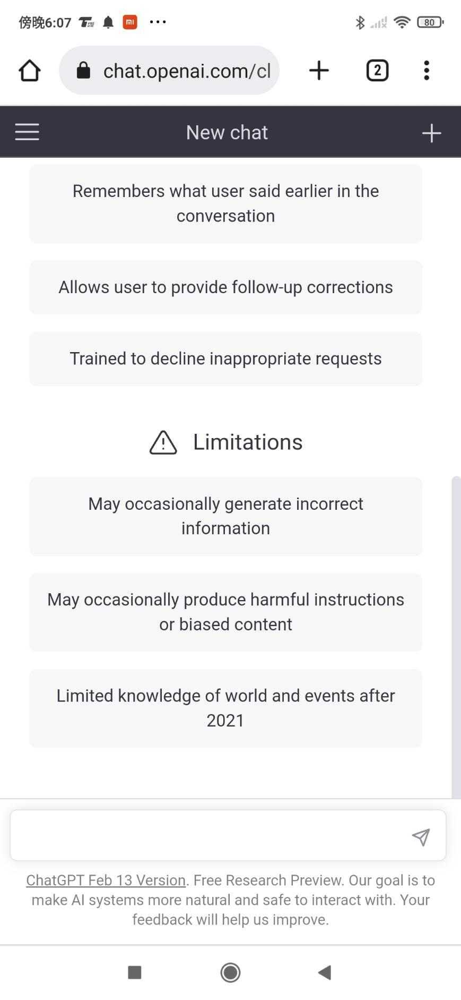 傍晚6:07
80
chat.openai.com/cl
2
New chat
Remembers what user said earlier in the
conversation
Allows user to provide follow-up corrections
Trained to decline inappropriate requests
Limitations
May occasionally generate incorrect
information
May occasionally produce harmful instructions
or biased content
Limited knowledge of world and events after
2021
ChatGPT Feb 13 Version. Free Research Preview. Our goal is to
make AI systems more natural and safe to interact with. Your
feedback will help us improve.